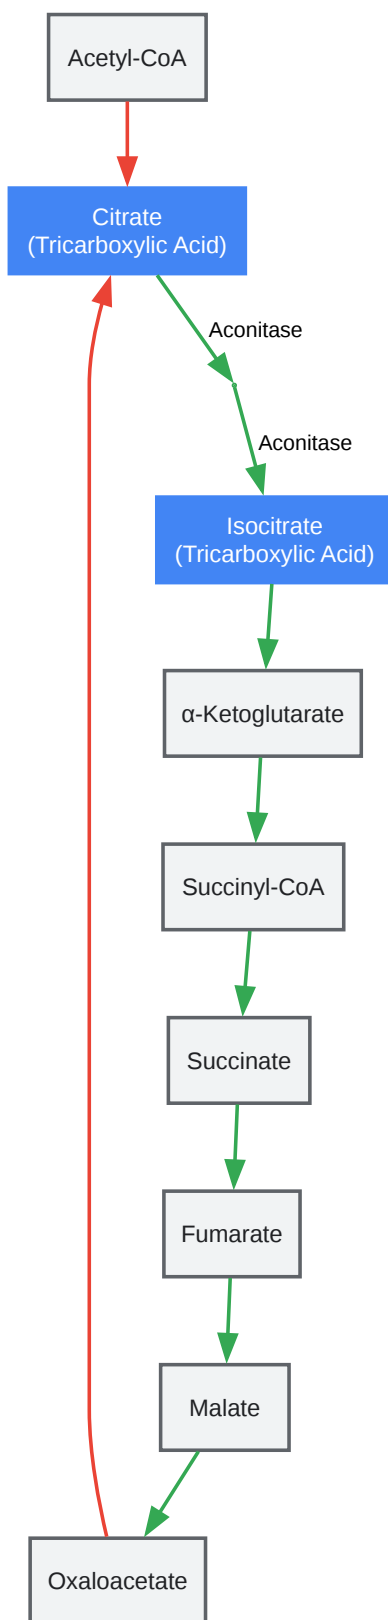 Acetyl-CoA
Citrate
(Tricarboxylic Acid)
Aconitase
Aconitase
Isocitrate
(Tricarboxylic Acid)
α-Ketoglutarate
Succinyl-CoA
Succinate
Fumarate
Malate
Oxaloacetate